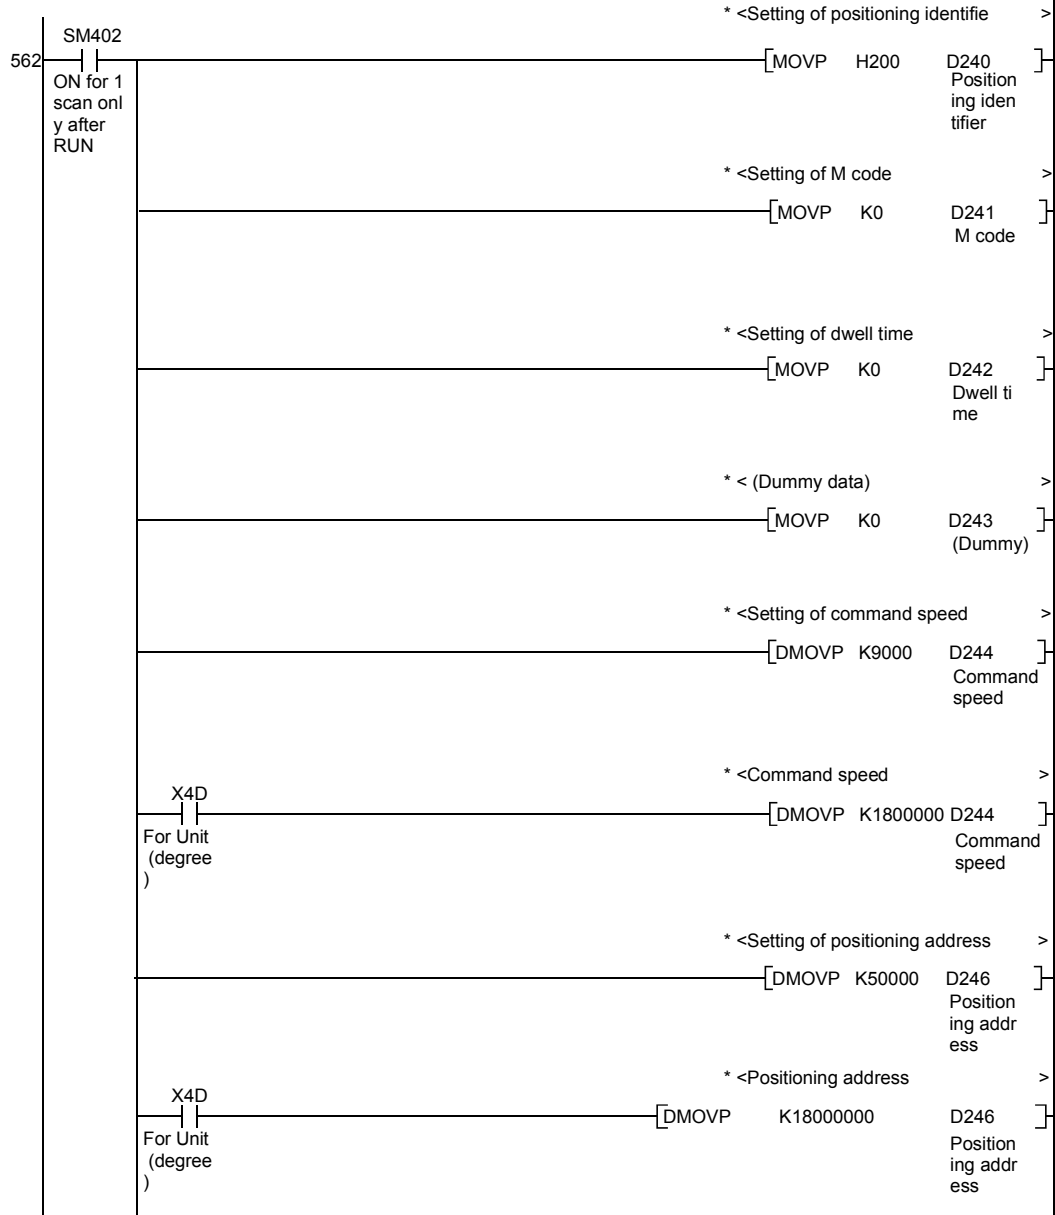 * <Setting of positioning identifie >
SM402
562
[MOVP H200 D240 ]
ON for 1
scan onl
y after
RUN
Position
ing iden
tifier
* <Setting of M code >
[MOVP K0 D241 ]
M code
* <Setting of dwell time >
[MOVP K0 D242 ]
Dwell ti
me
* < (Dummy data) >
[MOVP K0 D243 ]
(Dummy)
* <Setting of command speed >
[DMOVP K9000 D244 ]
Command
speed
* <Command speed >
X4D
[DMOVP K1800000 D244 ]
For Unit
(degree
)
Command
speed
* <Setting of positioning address >
[DMOVP K50000 D246 ]
Position
ing addr
ess
* <Positioning address >
X4D
[DMOVP K18000000 D246 ]
For Unit
(degree
)
Position
ing addr
ess